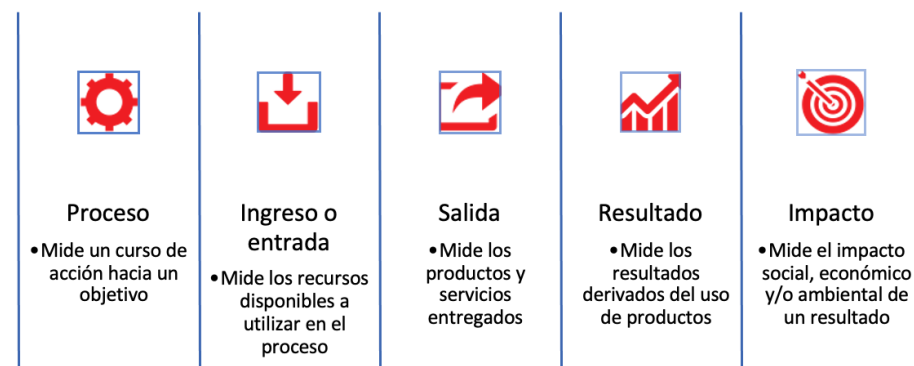 Proceso
•Mide un curso de
acción hacia un
objetivo
Ingreso o
entrada
•Mide los recursos
disponibles a
utilizar en el
proceso
Salida
•Mide los
productos y
servicios
entregados
Resultado
•Mide los
resultados
derivados del uso
de productos
Impacto
•Mide el impacto
social, económico
y/o ambiental de
un resultado